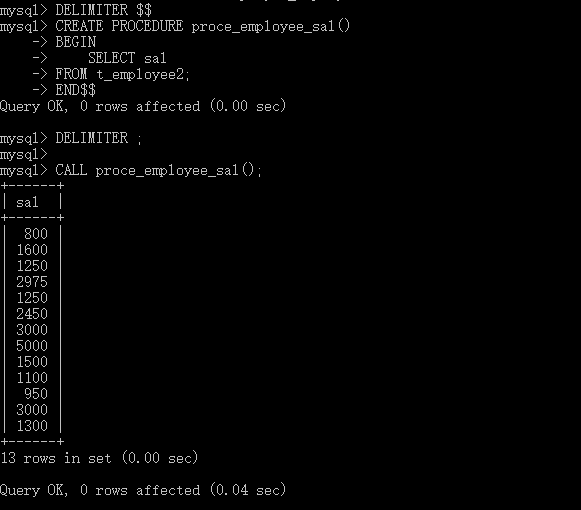 mysql> DELIMITER $$
mysql> CREATE PROCEDURE proce_employee_sal()
    -> BEGIN
    ->     SELECT sal
    -> FROM t_employee2;
    -> END$$
Query OK, 0 rows affected (0.00 sec)

mysql> DELIMITER ;
mysql>
mysql> CALL proce_employee_sal();
+------+
| sal  |
+------+
|  800 |
| 1600 |
| 1250 |
| 2975 |
| 1250 |
| 2450 |
| 3000 |
| 5000 |
| 1500 |
| 1100 |
|  950 |
| 3000 |
| 1300 |
+------+
13 rows in set (0.00 sec)

Query OK, 0 rows affected (0.04 sec)